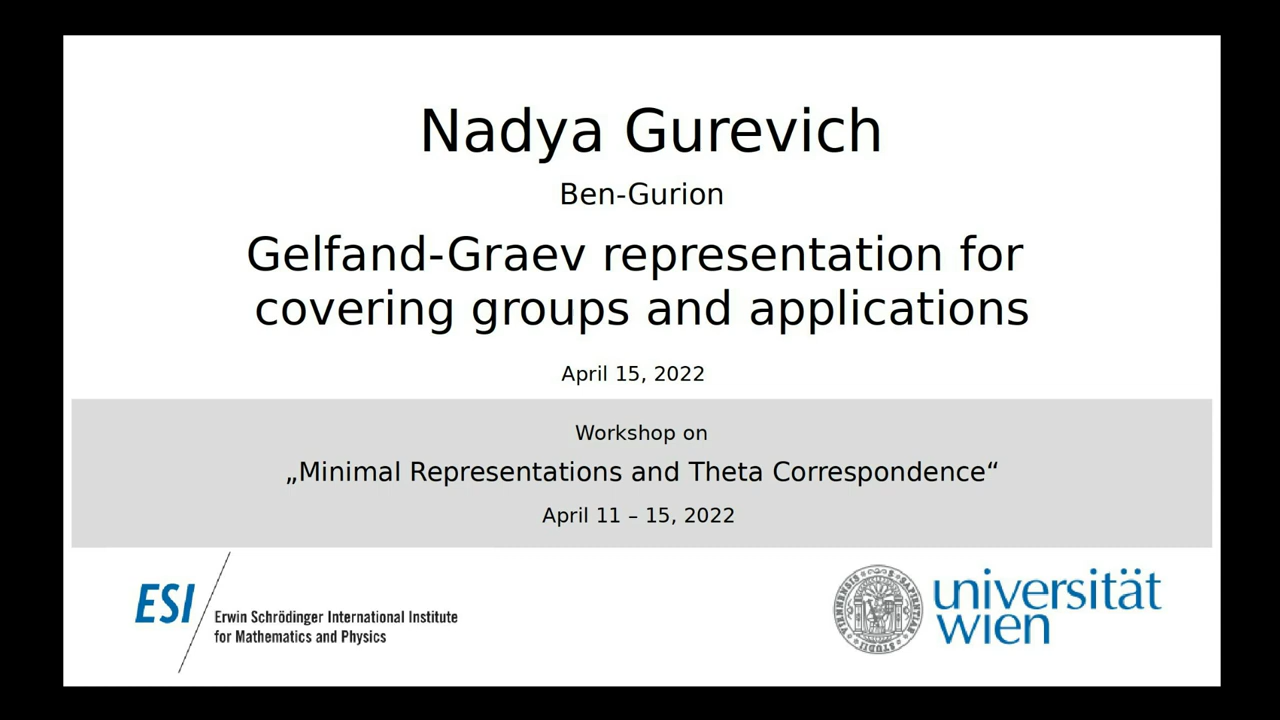 Nadya Gurevich
Ben-Gurion
Gelfand-Graev representation for
covering groups and applications
April 15, 2022
Workshop on
„Minimal Representations and Theta Correspondence“
April 11 – 15, 2022
ESI
Erwin Schrödinger International Institute
for Mathematics and Physics
universität
wien